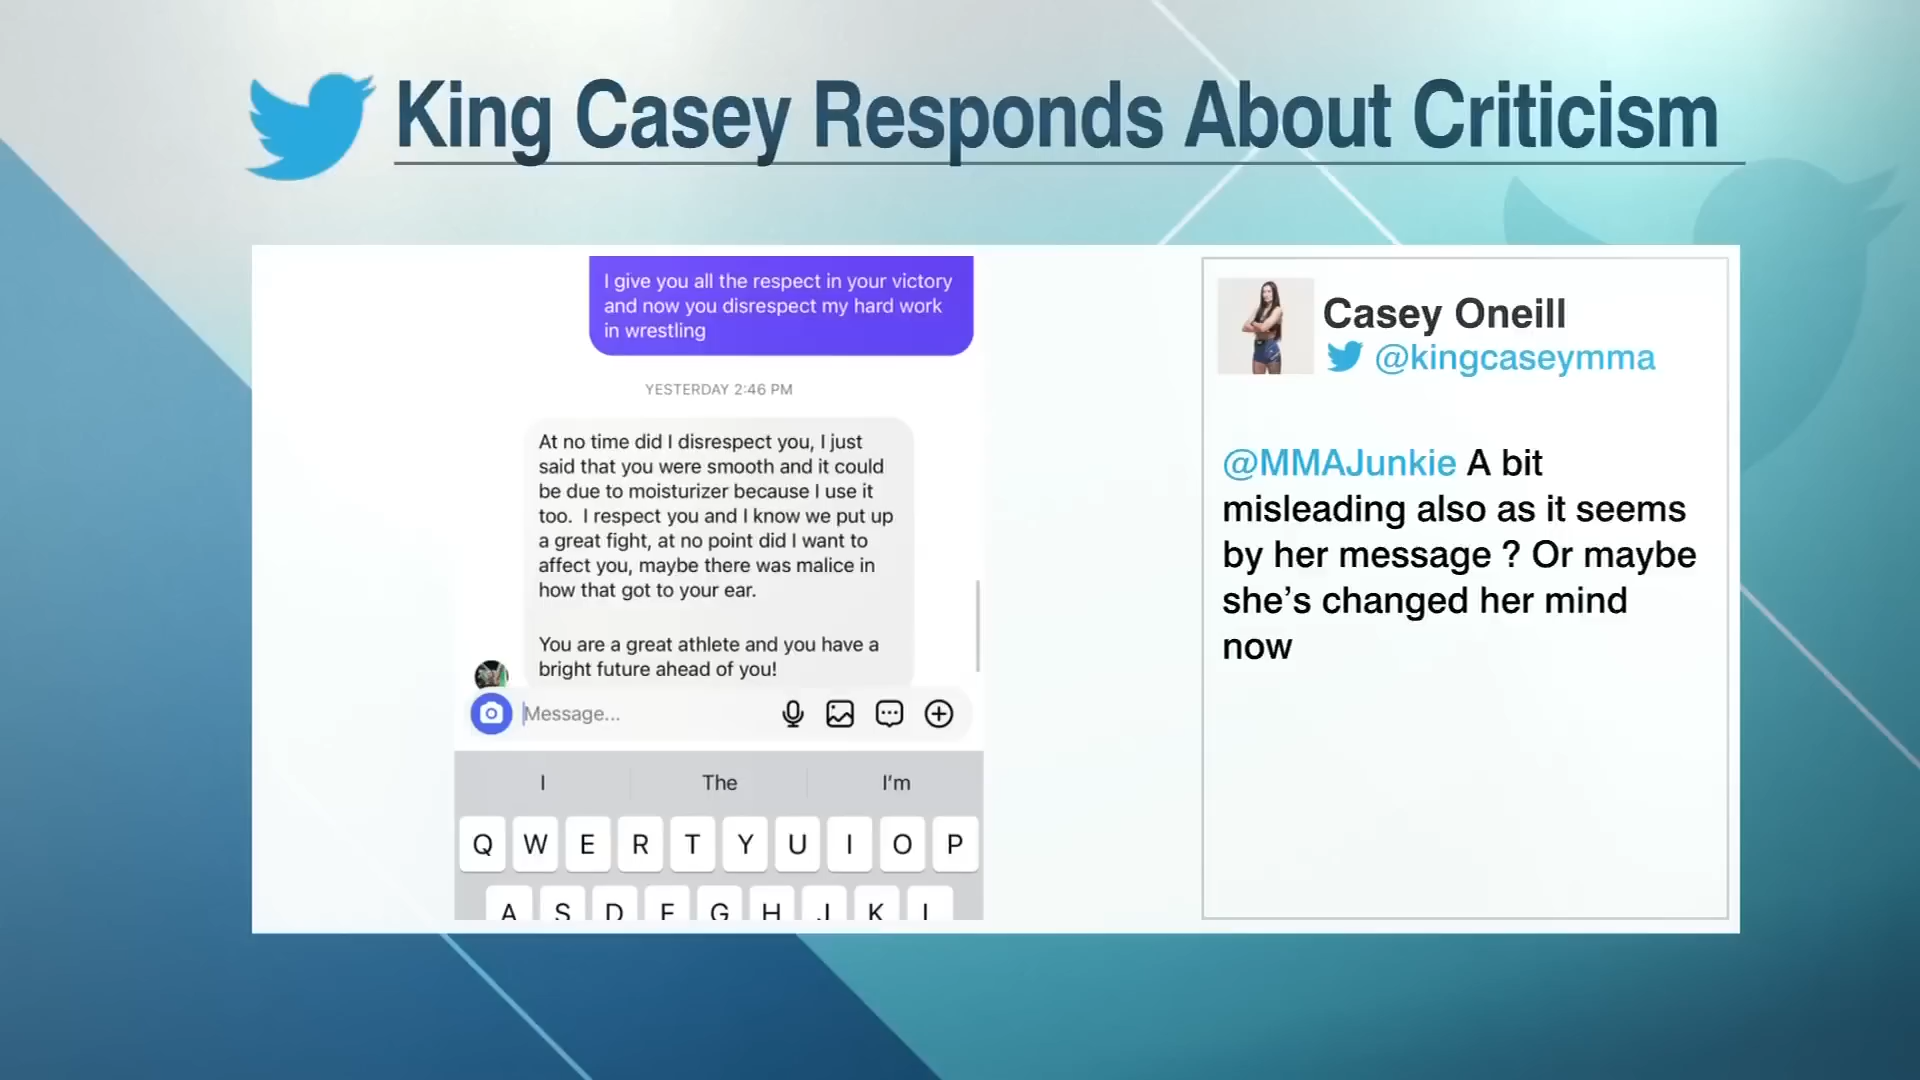 King Casey Responds About Criticism
I give you all the respect in your victory
and now you disrespect my hard work
in wrestling
YESTERDAY 2:46 PM
At no time did I disrespect you, I just
said that you were smooth and it could
be due to moisturizer because I use it
too.  I respect you and I know we put up
a great fight, at no point did I want to
affect you, maybe there was malice in
how that got to your ear.
You are a great athlete and you have a
bright future ahead of you!
Message...
I The I'm
Q W E R T Y U I O P
A S D F G H J K L
Casey Oneill
@kingcaseymma
@MMAJunkie A bit
misleading also as it seems
by her message ? Or maybe
she's changed her mind
now